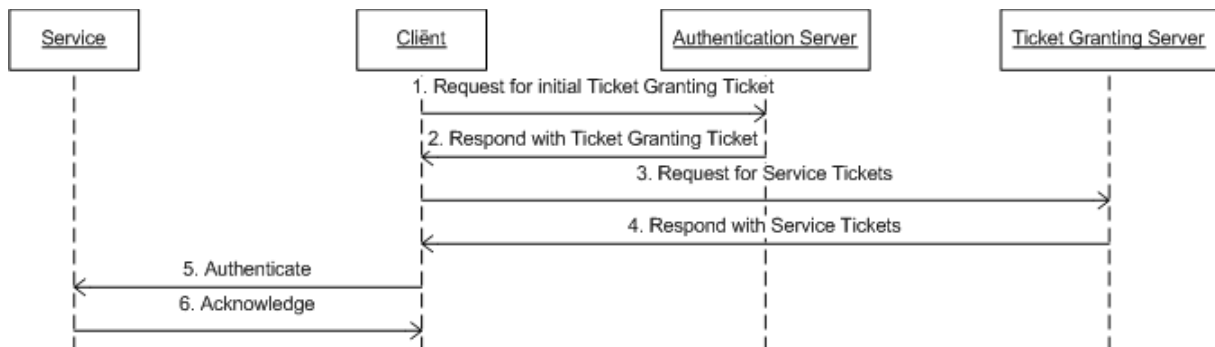 Service
Client
Authentication Server
Ticket Granting Server
1. Request for initial Ticket Granting Ticket
2. Respond with Ticket Granting Ticket
3. Request for Service Tickets
4. Respond with Service Tickets
5. Authenticate
6. Acknowledge